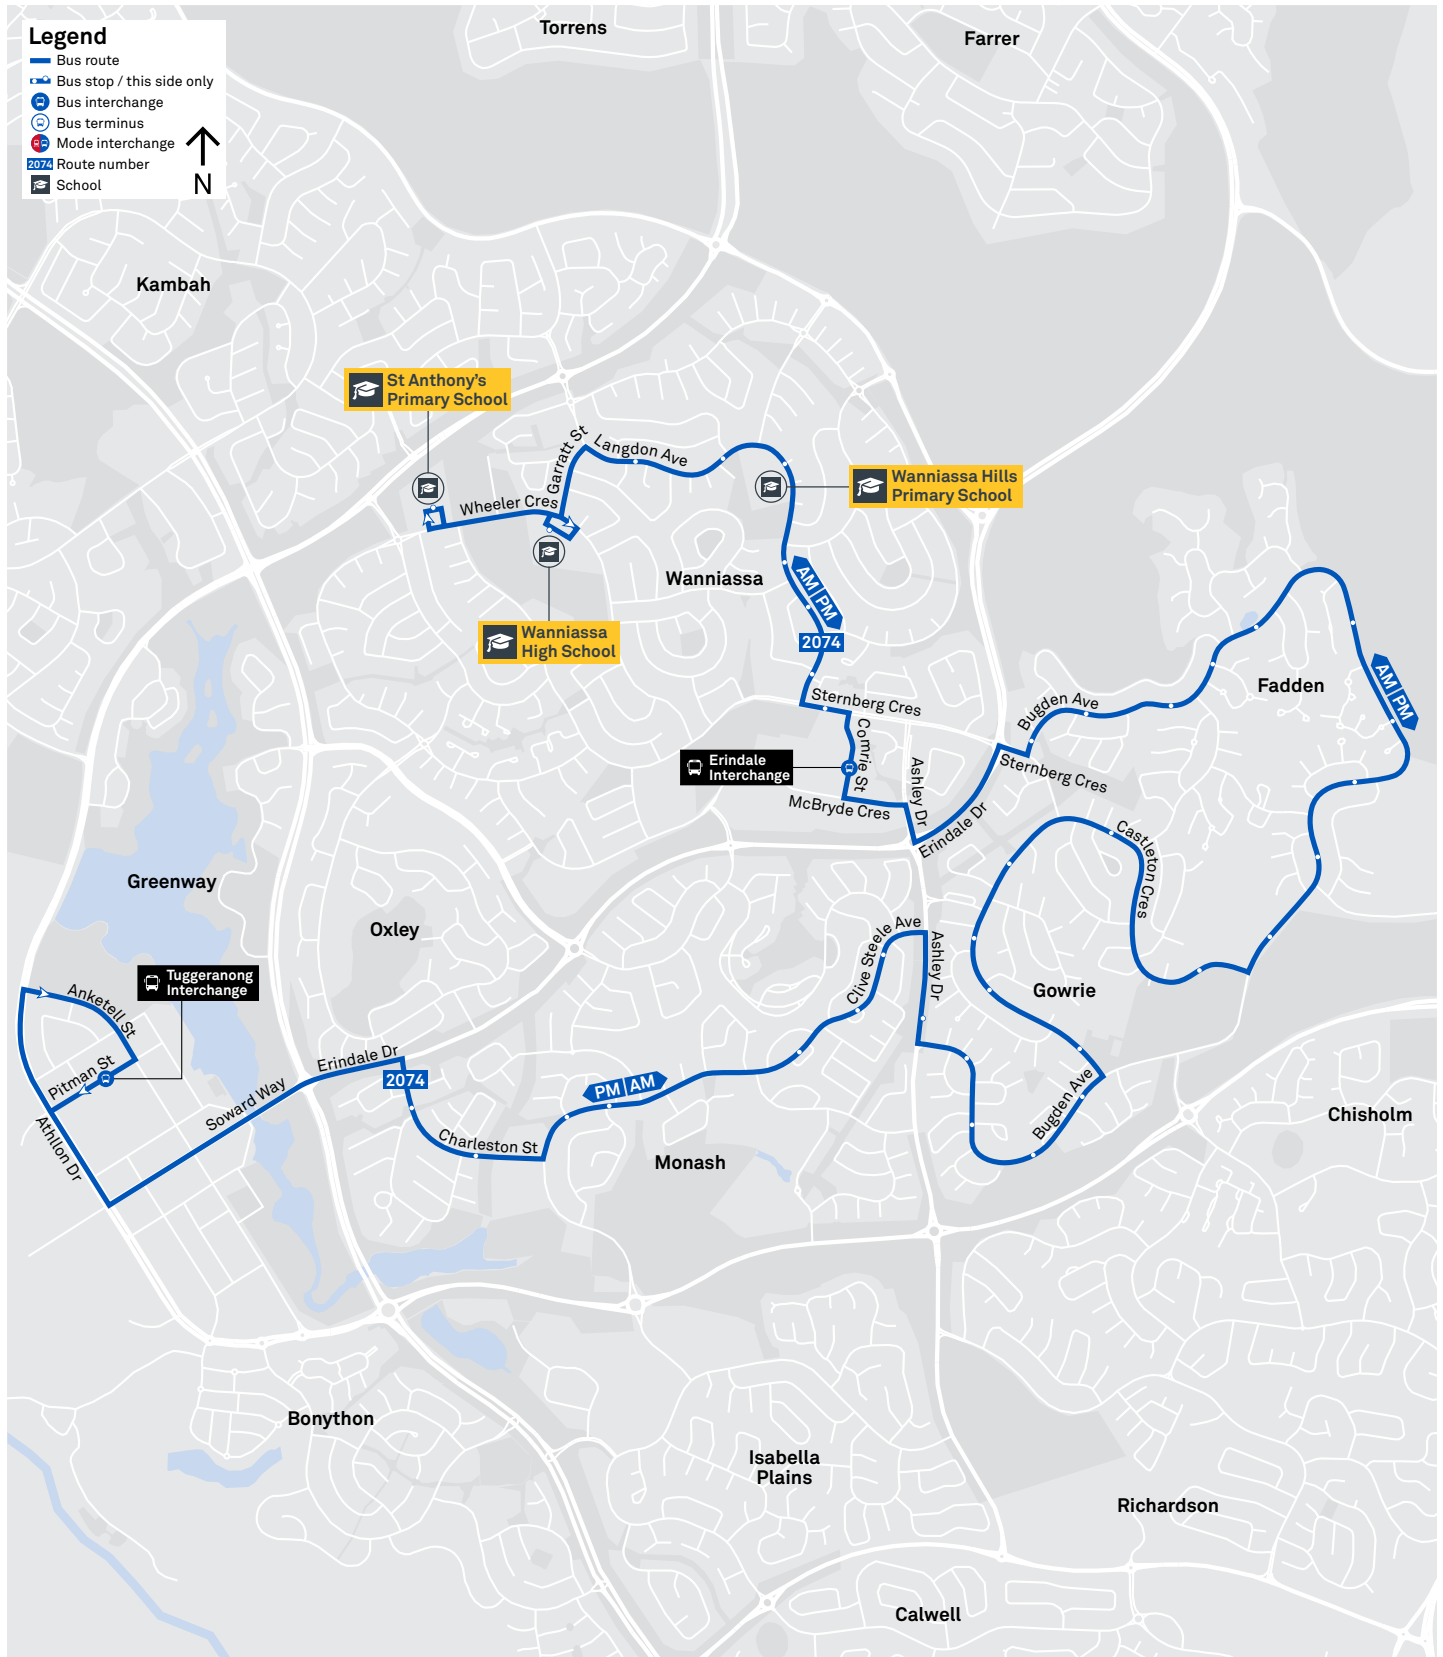 Torrens
Farrer
Legend
Bus route
Bus stop / this side only
Bus interchange
Bus terminus
Mode interchange
2074 Route number
School
N
Kambah
St Anthony's
Primary School
Garratt St
Langdon Ave
Wheeler Cres
Wanniassa Hills
Primary School
Wanniassa
AM | PM
2074
Wanniassa
High School
Fadden
AM | PM
Sternberg Cres
Bugden Ave
Comrie St
Erindale
Interchange
Ashley Dr
Sternberg Cres
McBryde Cres
Erindale Dr
Castleton Cres
Greenway
Oxley
Clive Steele Ave
Ashley Dr
Gowrie
Tuggeranong
Interchange
Anketell St
Pitman St
Erindale Dr
2074
PM | AM
Soward Way
Athllon Dr
Charleston St
Bugden Ave
Monash
Chisholm
Bonython
Isabella
Plains
Richardson
Calwell